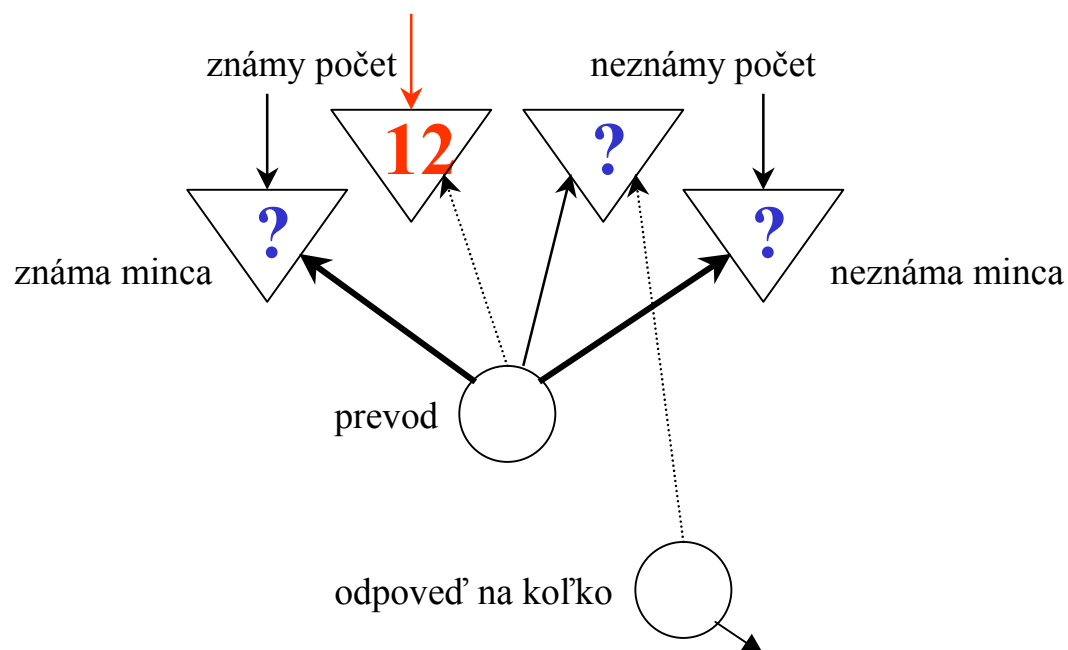 známy počet
neznámy počet
12
?
?
?
známa minca
neznáma minca
prevod
odpoveď na koľko